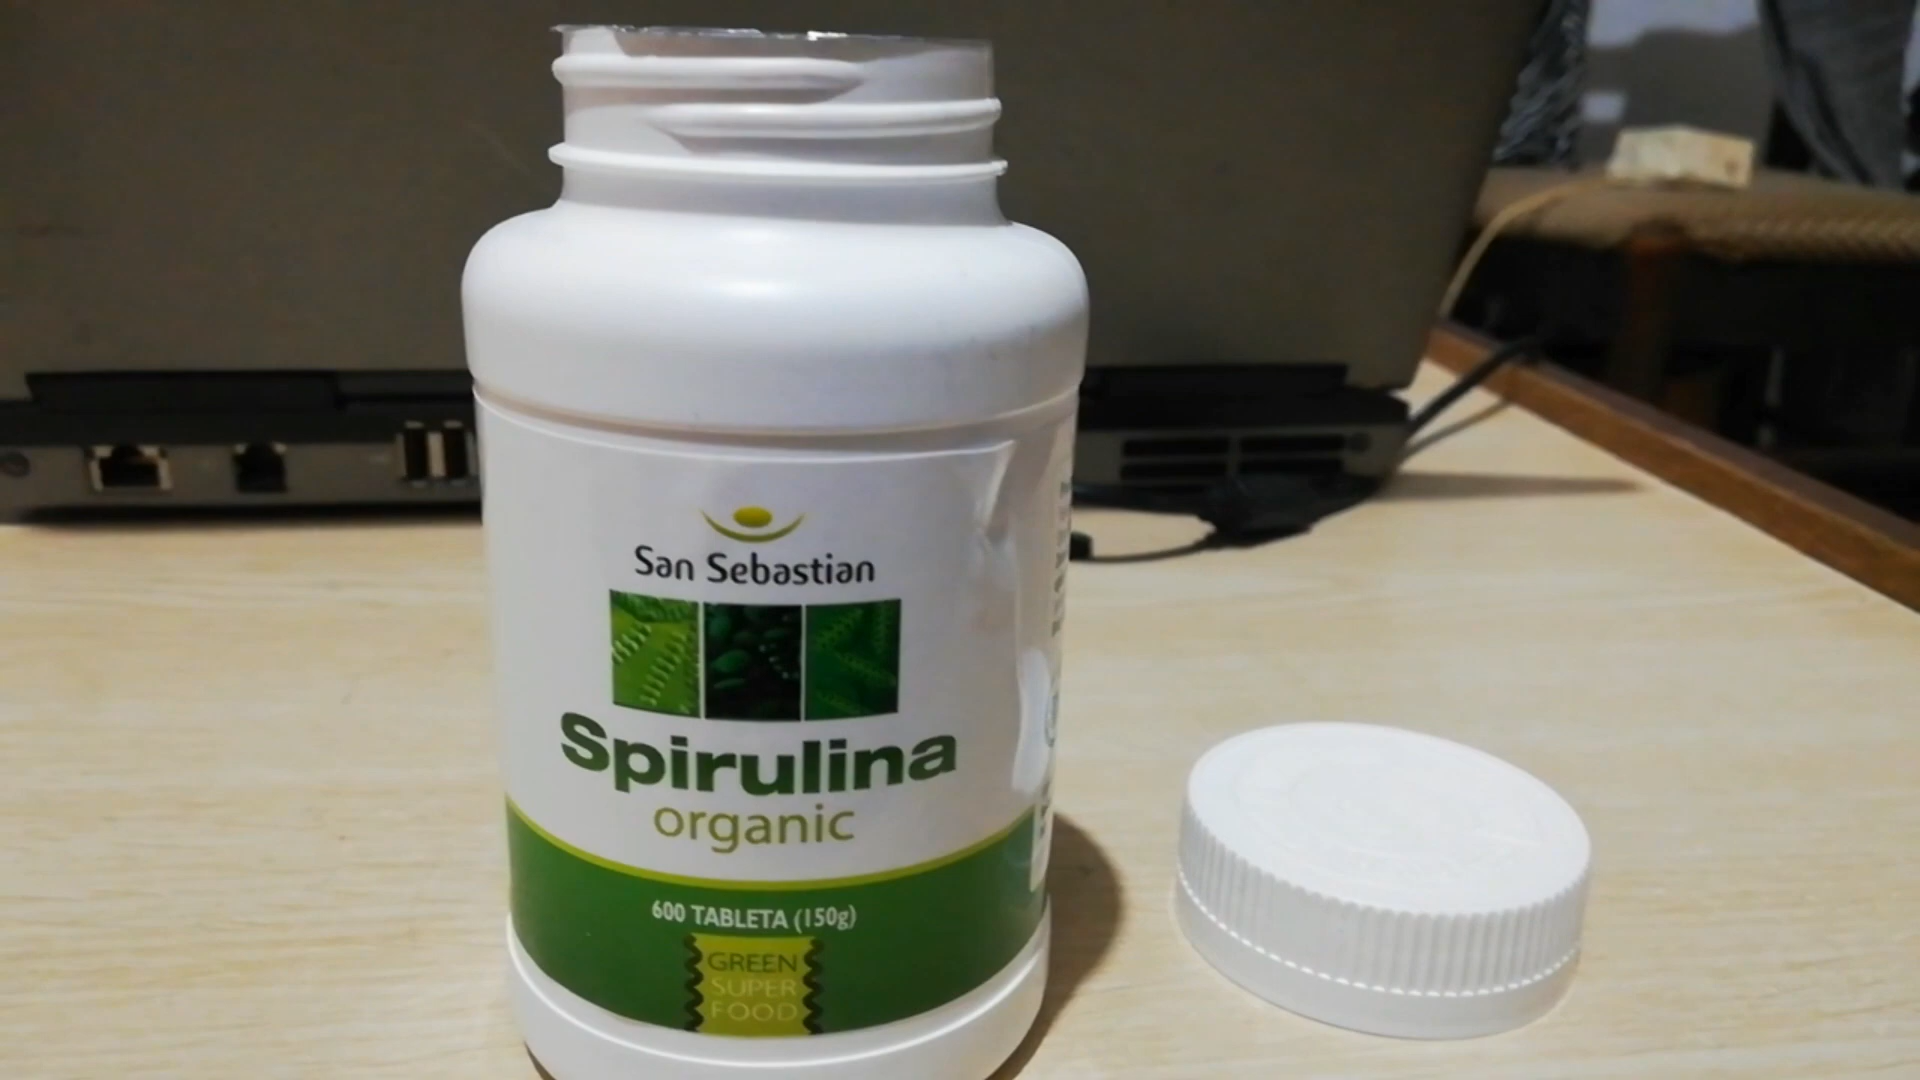 San Sebastian
Spirulina
organic
600 TABLETA (150g)
GREEN
SUPER
FOOD